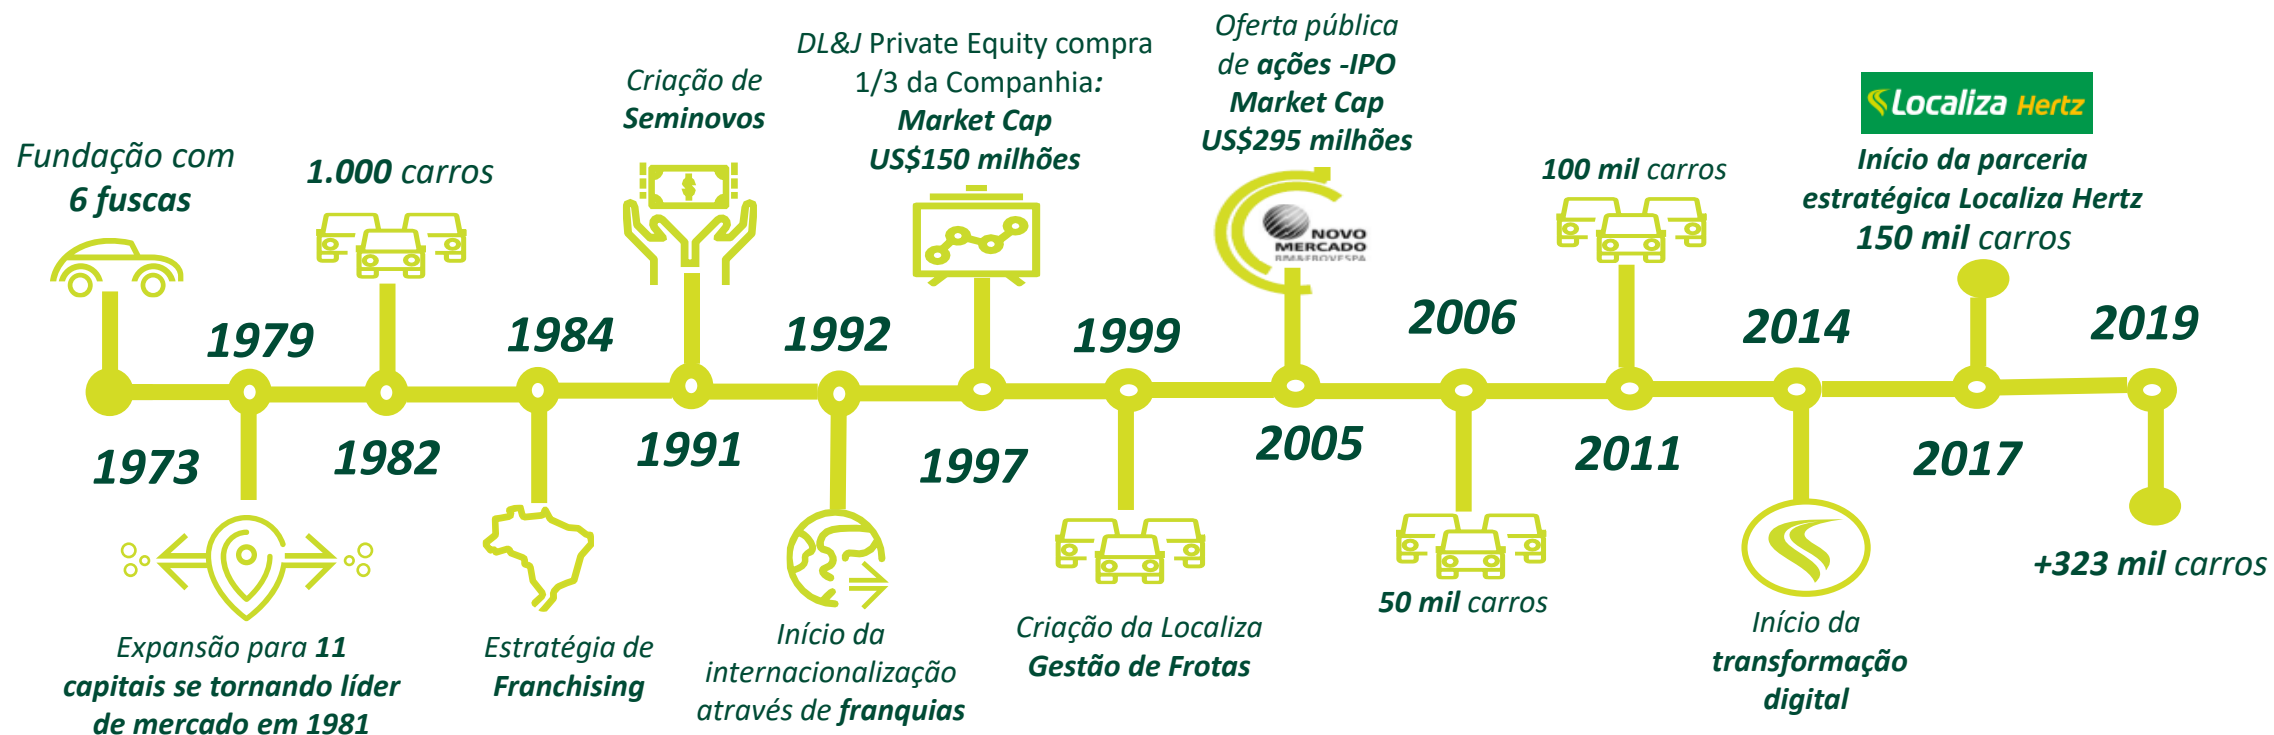 Fundação com
6 fuscas
1973
1979
Expansão para 11
capitais se tornando líder
de mercado em 1981
1.000 carros
1982
1984
Estratégia de
Franchising
Criação de
Seminovos
1991
1992
Início da
internacionalização
através de franquias
DL&J Private Equity compra
1/3 da Companhia:
Market Cap
US$150 milhões
1997
1999
Criação da Localiza
Gestão de Frotas
Oferta pública
de ações -IPO
Market Cap
US$295 milhões
NOVO
MERCADO
BM&FBOVESPA
2005
2006
50 mil carros
100 mil carros
2011
2014
Início da
transformação
digital
Localiza Hertz
Início da parceria
estratégica Localiza Hertz
150 mil carros
2017
2019
+323 mil carros